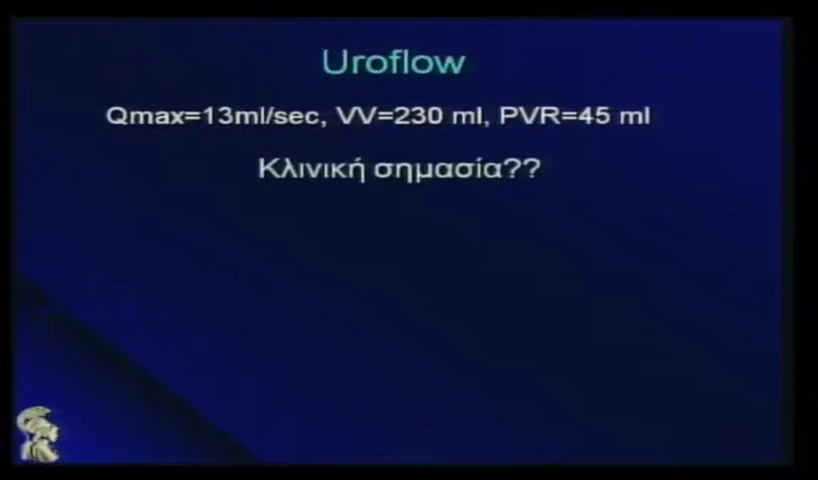 Uroflow
Qmax=13ml/sec, VV=230 ml, PVR=45 ml
Κλινική σημασία??